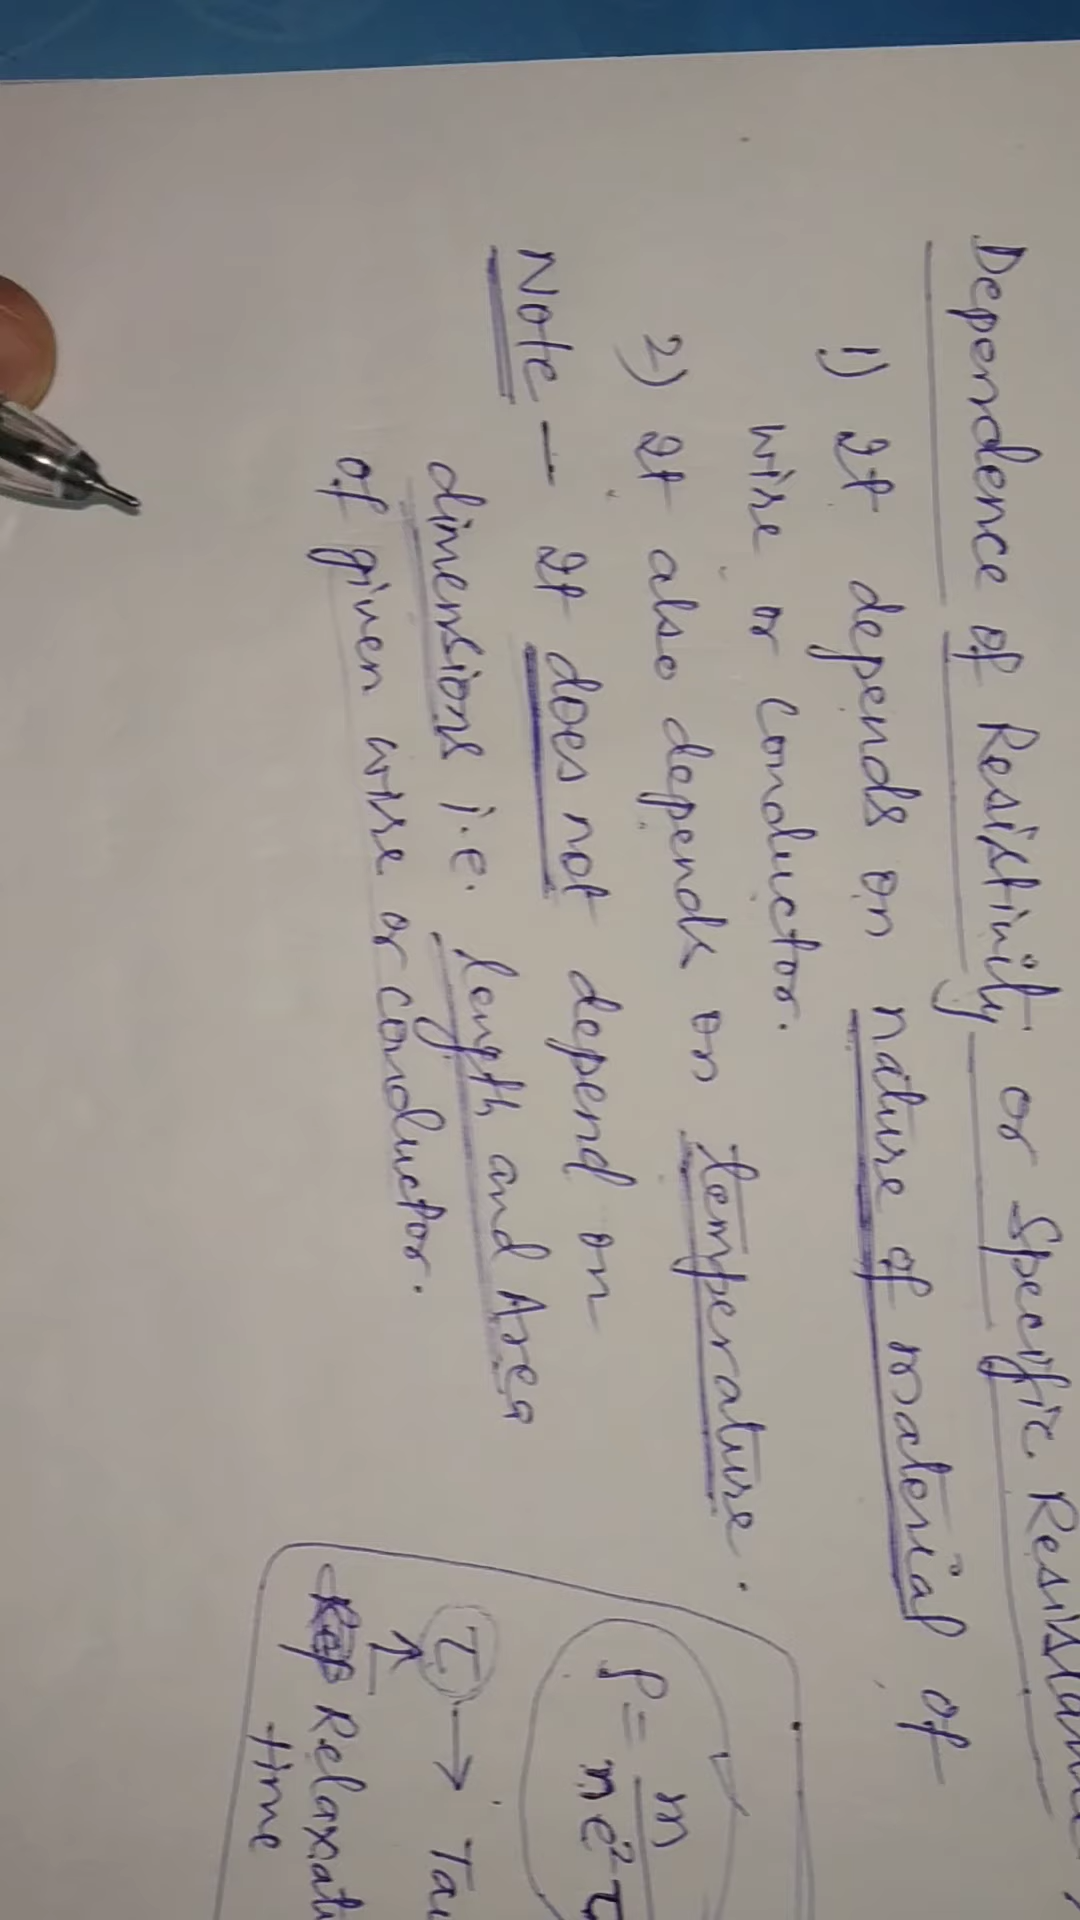 Dependence of Resistivity or Specific
1) It depends on nature of material of
wire or conductor.
2) It also depends on temperature.
Note - It does not depend on
dimensions i.e. length and Area
of given wire or conductor.
ρ = m
ne²τ
τ → Tau
Relaxati
time